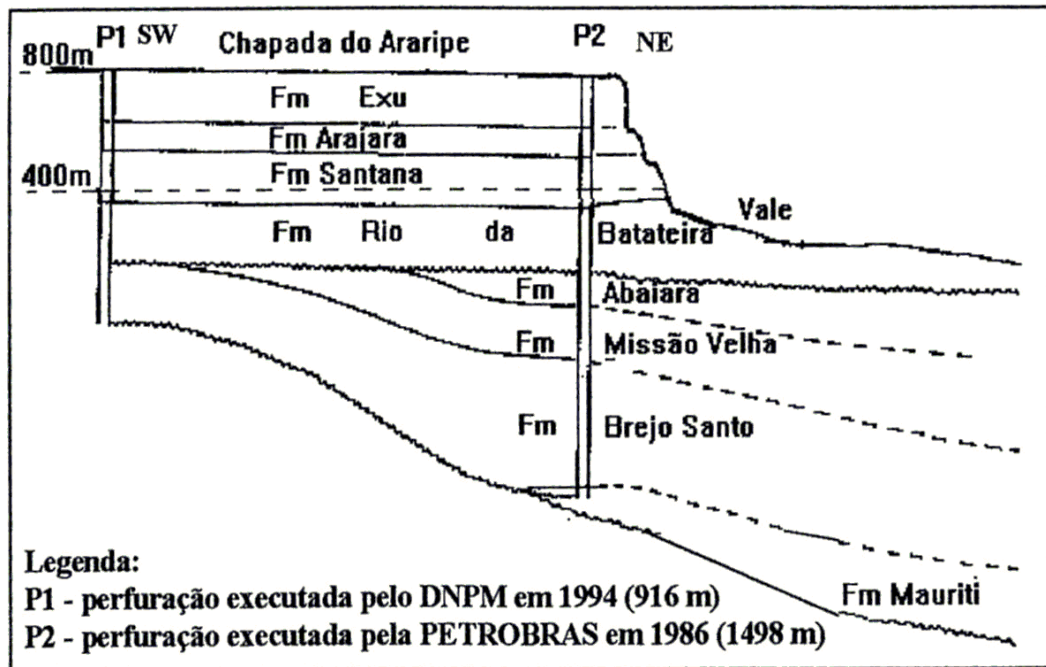 P1 SW Chapada do Araripe P2 NE
800m
Fm Exu
Fm Arajara
Fm Santana
400m
Vale
Fm Rio da Batateira
Fm Abaiara
Fm Missão Velha
Fm Brejo Santo
Fm Mauriti
Legenda:
P1 - perfuração executada pelo DNPM em 1994 (916 m)
P2 - perfuração executada pela PETROBRAS em 1986 (1498 m)